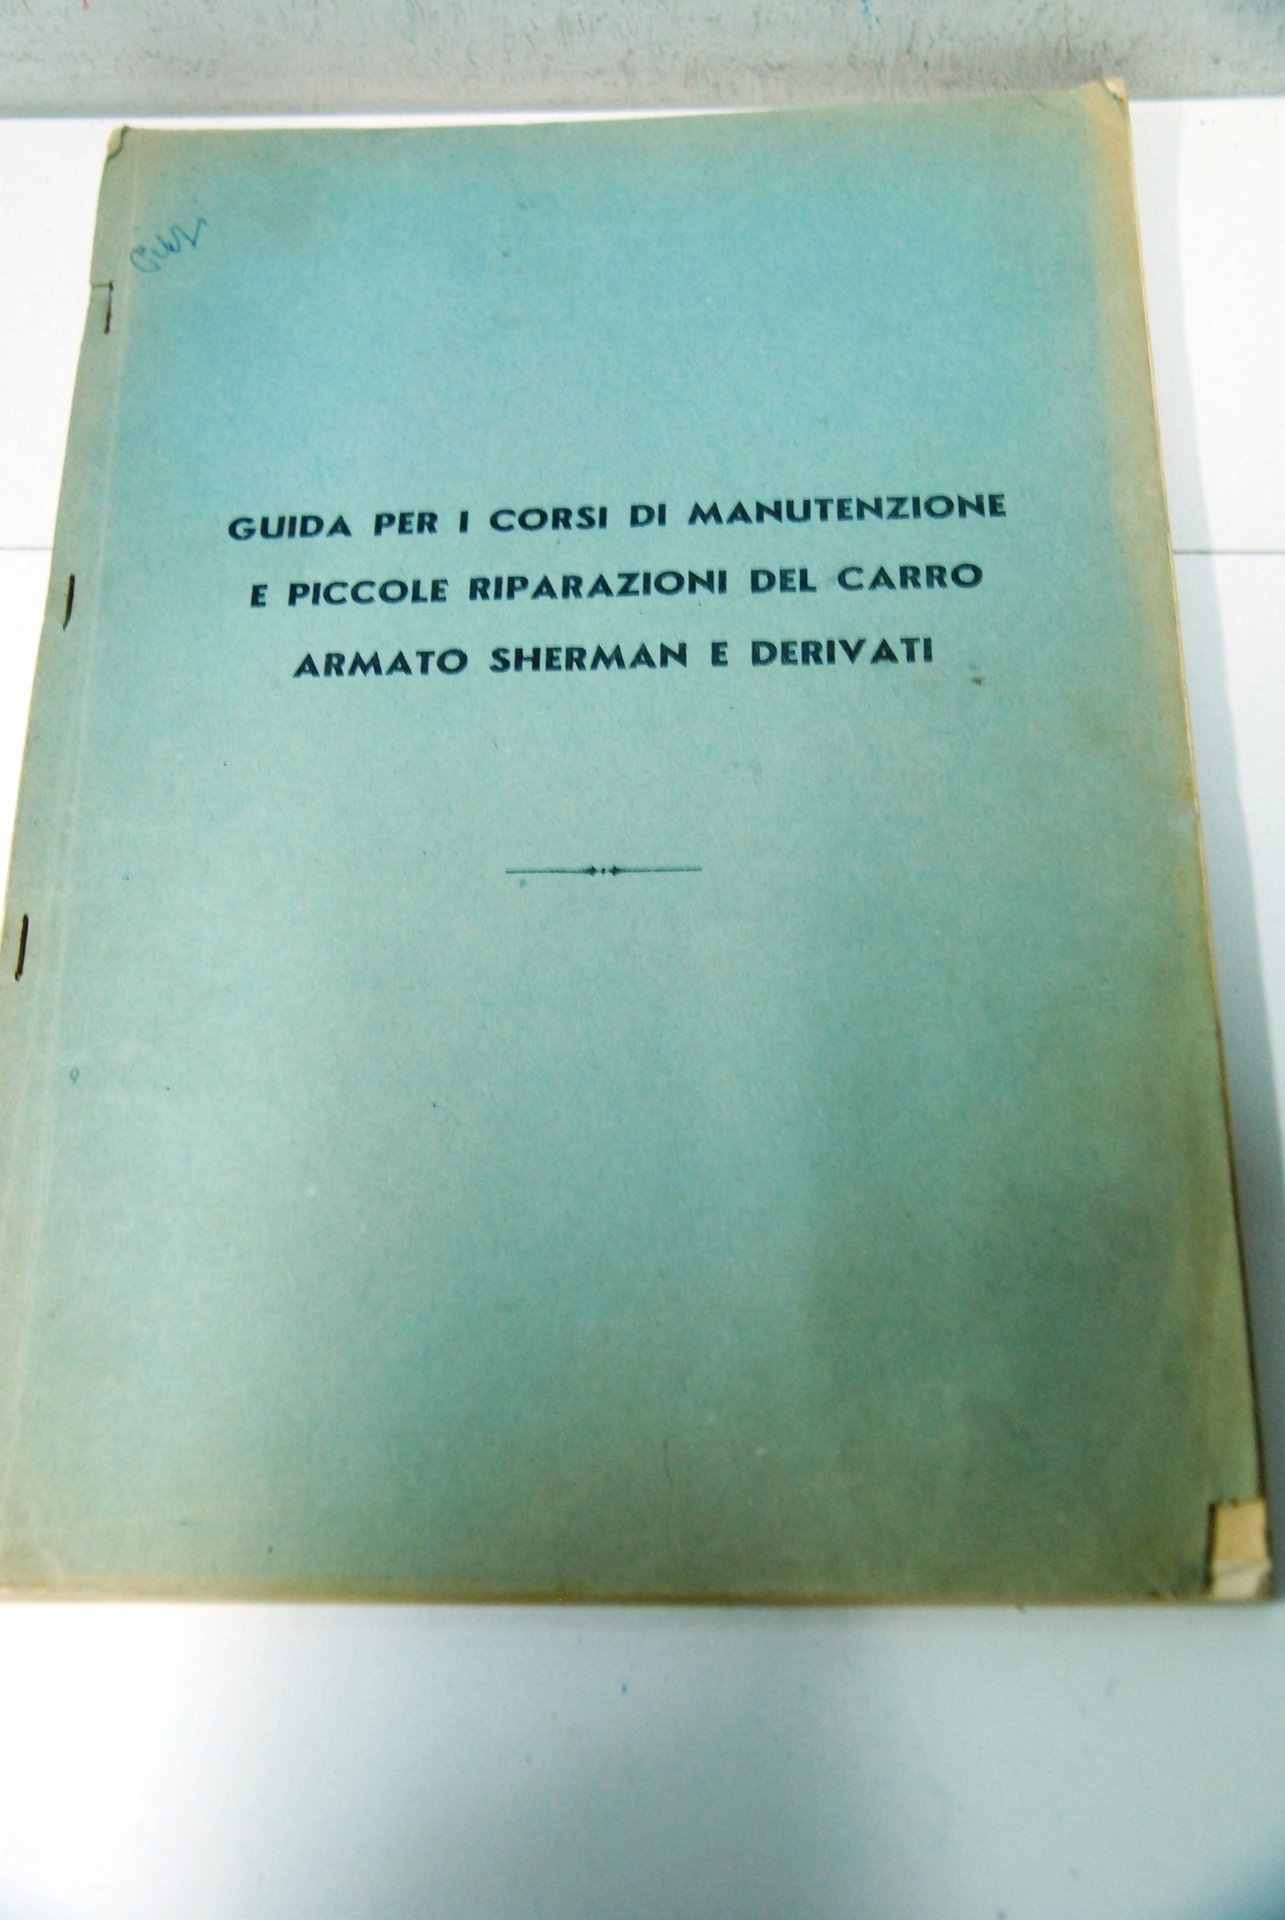 GUIDA PER I CORSI DI MANUTENZIONE
E PICCOLE RIPARAZIONI DEL CARRO
ARMATO SHERMAN E DERIVATI